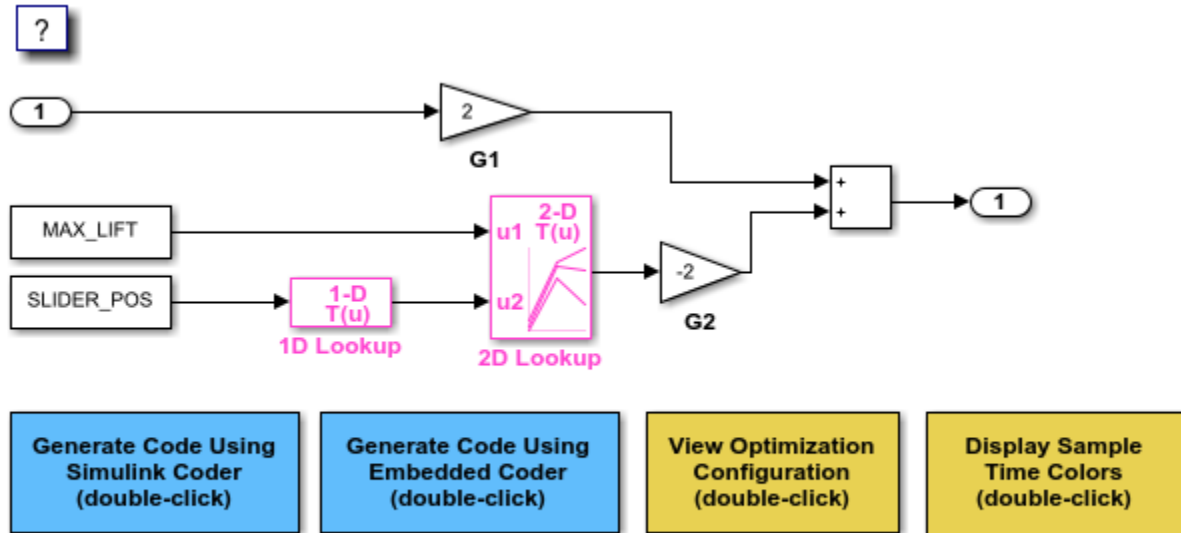 ?
1
2
G1
MAX_LIFT
SLIDER_POS
1-D
T(u)
1D Lookup
u1
2-D
T(u)
u2
2D Lookup
-2
G2
+
+
1
Generate Code Using
Simulink Coder
(double-click)
Generate Code Using
Embedded Coder
(double-click)
View Optimization
Configuration
(double-click)
Display Sample
Time Colors
(double-click)